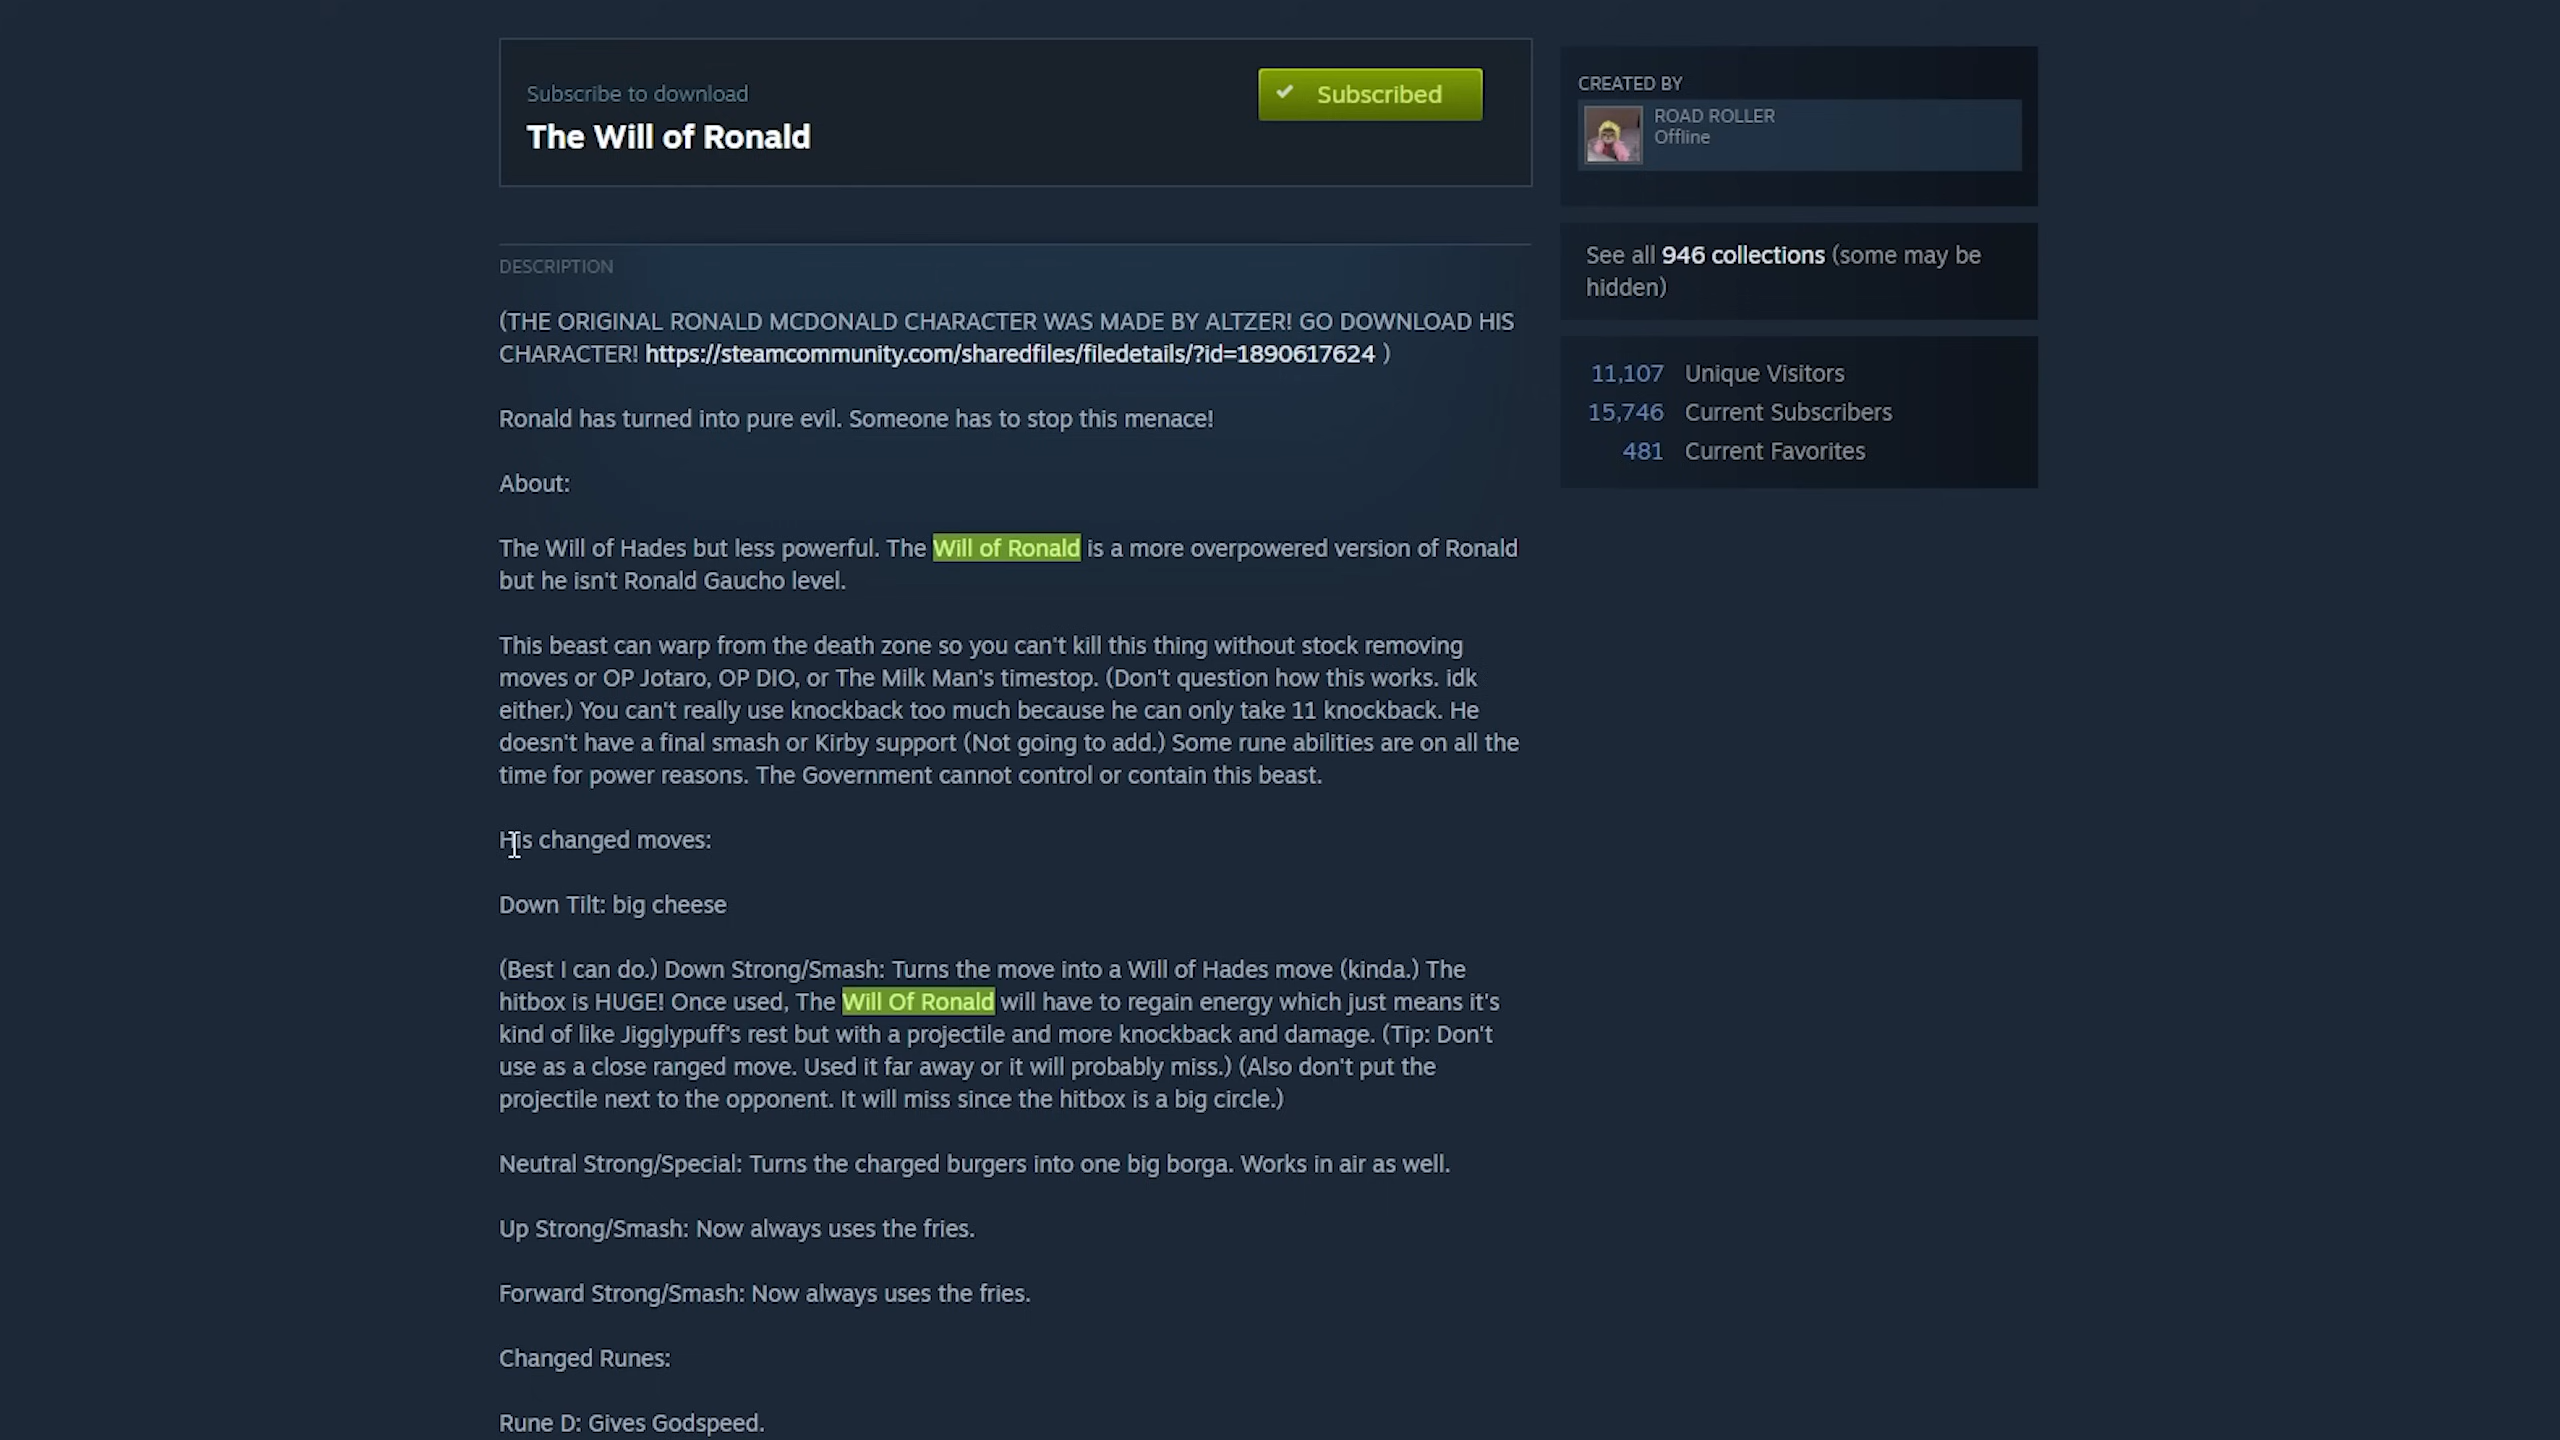 Subscribe to download
The Will of Ronald
Subscribed
DESCRIPTION
(THE ORIGINAL RONALD MCDONALD CHARACTER WAS MADE BY ALTZER! GO DOWNLOAD HIS
CHARACTER! https://steamcommunity.com/sharedfiles/filedetails/?id=1890617624 )
Ronald has turned into pure evil. Someone has to stop this menace!
About:
The Will of Hades but less powerful. The Will of Ronald is a more overpowered version of Ronald
but he isn't Ronald Gaucho level.
This beast can warp from the death zone so you can't kill this thing without stock removing
moves or OP Jotaro, OP DIO, or The Milk Man's timestop. (Don't question how this works. idk
either.) You can't really use knockback too much because he can only take 11 knockback. He
doesn't have a final smash or Kirby support (Not going to add.) Some rune abilities are on all the
time for power reasons. The Government cannot control or contain this beast.
His changed moves:
Down Tilt: big cheese
(Best I can do.) Down Strong/Smash: Turns the move into a Will of Hades move (kinda.) The
hitbox is HUGE! Once used, The Will Of Ronald will have to regain energy which just means it's
kind of like Jigglypuff's rest but with a projectile and more knockback and damage. (Tip: Don't
use as a close ranged move. Used it far away or it will probably miss.) (Also don't put the
projectile next to the opponent. It will miss since the hitbox is a big circle.)
Neutral Strong/Special: Turns the charged burgers into one big borga. Works in air as well.
Up Strong/Smash: Now always uses the fries.
Forward Strong/Smash: Now always uses the fries.
Changed Runes:
Rune D: Gives Godspeed.
CREATED BY
ROAD ROLLER
Offline
See all 946 collections (some may be
hidden)
11,107 Unique Visitors
15,746 Current Subscribers
481 Current Favorites